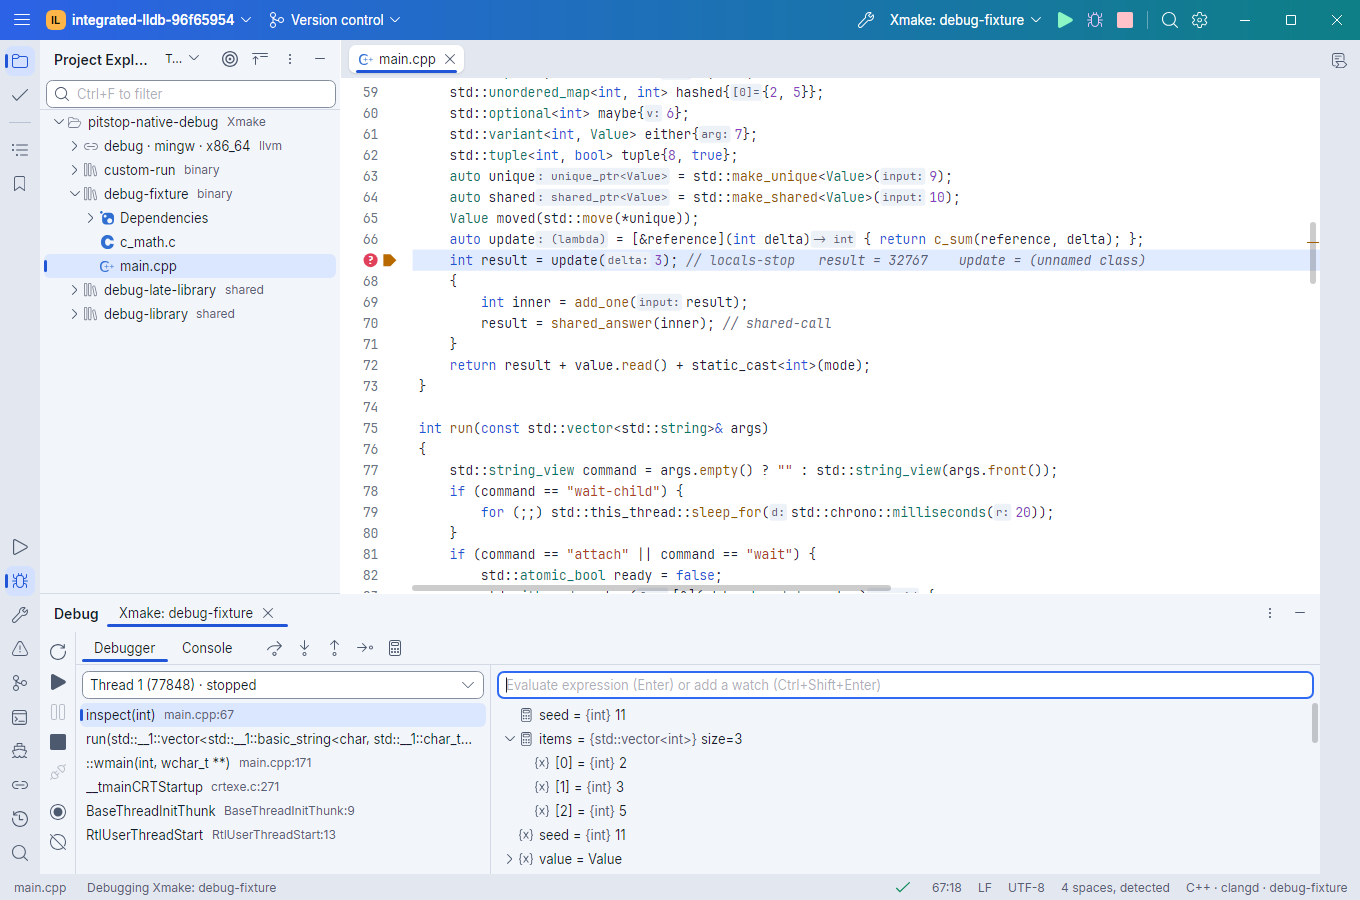 IL integrated-lldb-96f65954 Version control Xmake: debug-fixture
Project Expl... T...
Ctrl+F to filter
pitstop-native-debug Xmake
debug · mingw · x86_64 llvm
custom-run binary
debug-fixture binary
Dependencies
c_math.c
main.cpp
debug-late-library shared
debug-library shared
main.cpp
59 std::unordered_map<int, int> hashed{[0]={2, 5}};
60 std::optional<int> maybe{v: 6};
61 std::variant<int, Value> either{arg: 7};
62 std::tuple<int, bool> tuple{8, true};
63 auto unique: unique_ptr<Value> = std::make_unique<Value>(input: 9);
64 auto shared: shared_ptr<Value> = std::make_shared<Value>(input: 10);
65 Value moved(std::move(*unique));
66 auto update: (lambda) = [&reference](int delta) -> int { return c_sum(reference, delta); };
int result = update(delta: 3); // locals-stop result = 32767 update = (unnamed class)
68 {
69 int inner = add_one(input: result);
70 result = shared_answer(inner); // shared-call
71 }
72 return result + value.read() + static_cast<int>(mode);
73 }
74
75 int run(const std::vector<std::string>& args)
76 {
77 std::string_view command = args.empty() ? "" : std::string_view(args.front());
78 if (command == "wait-child") {
79 for (;;) std::this_thread::sleep_for(d: std::chrono::milliseconds(r: 20));
80 }
81 if (command == "attach" || command == "wait") {
82 std::atomic_bool ready = false;
Debug Xmake: debug-fixture
Debugger Console
Thread 1 (77848) · stopped
inspect(int) main.cpp:67
run(std::__1::vector<std::__1::basic_string<char, std::__1::char_t...
::wmain(int, wchar_t **) main.cpp:171
__tmainCRTStartup crtexe.c:271
BaseThreadInitThunk BaseThreadInitThunk:9
RtlUserThreadStart RtlUserThreadStart:13
Evaluate expression (Enter) or add a watch (Ctrl+Shift+Enter)
seed = {int} 11
items = {std::vector<int>} size=3
{x} [0] = {int} 2
{x} [1] = {int} 3
{x} [2] = {int} 5
{x} seed = {int} 11
{x} value = Value
main.cpp Debugging Xmake: debug-fixture 67:18 LF UTF-8 4 spaces, detected C++ · clangd · debug-fixture